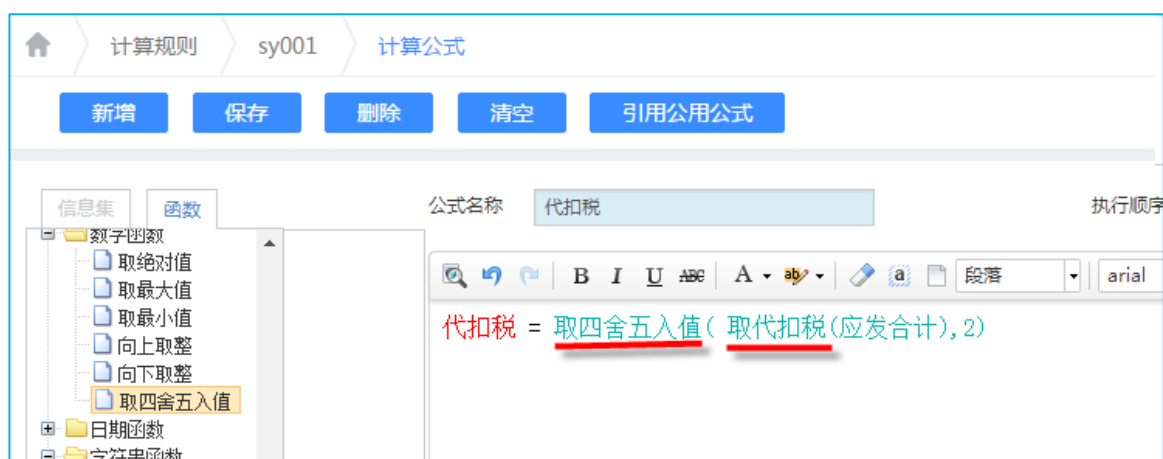 计算规则 sy001 计算公式
新增 保存 删除 清空 引用公用公式
信息集 函数
公式名称 代扣税 执行顺序
数字函数
取绝对值
取最大值
取最小值
向上取整
向下取整
取四舍五入值
日期函数
字符串函数
B I U ABC A ab a 段落 arial
代扣税 = 取四舍五入值( 取代扣税(应发合计),2)